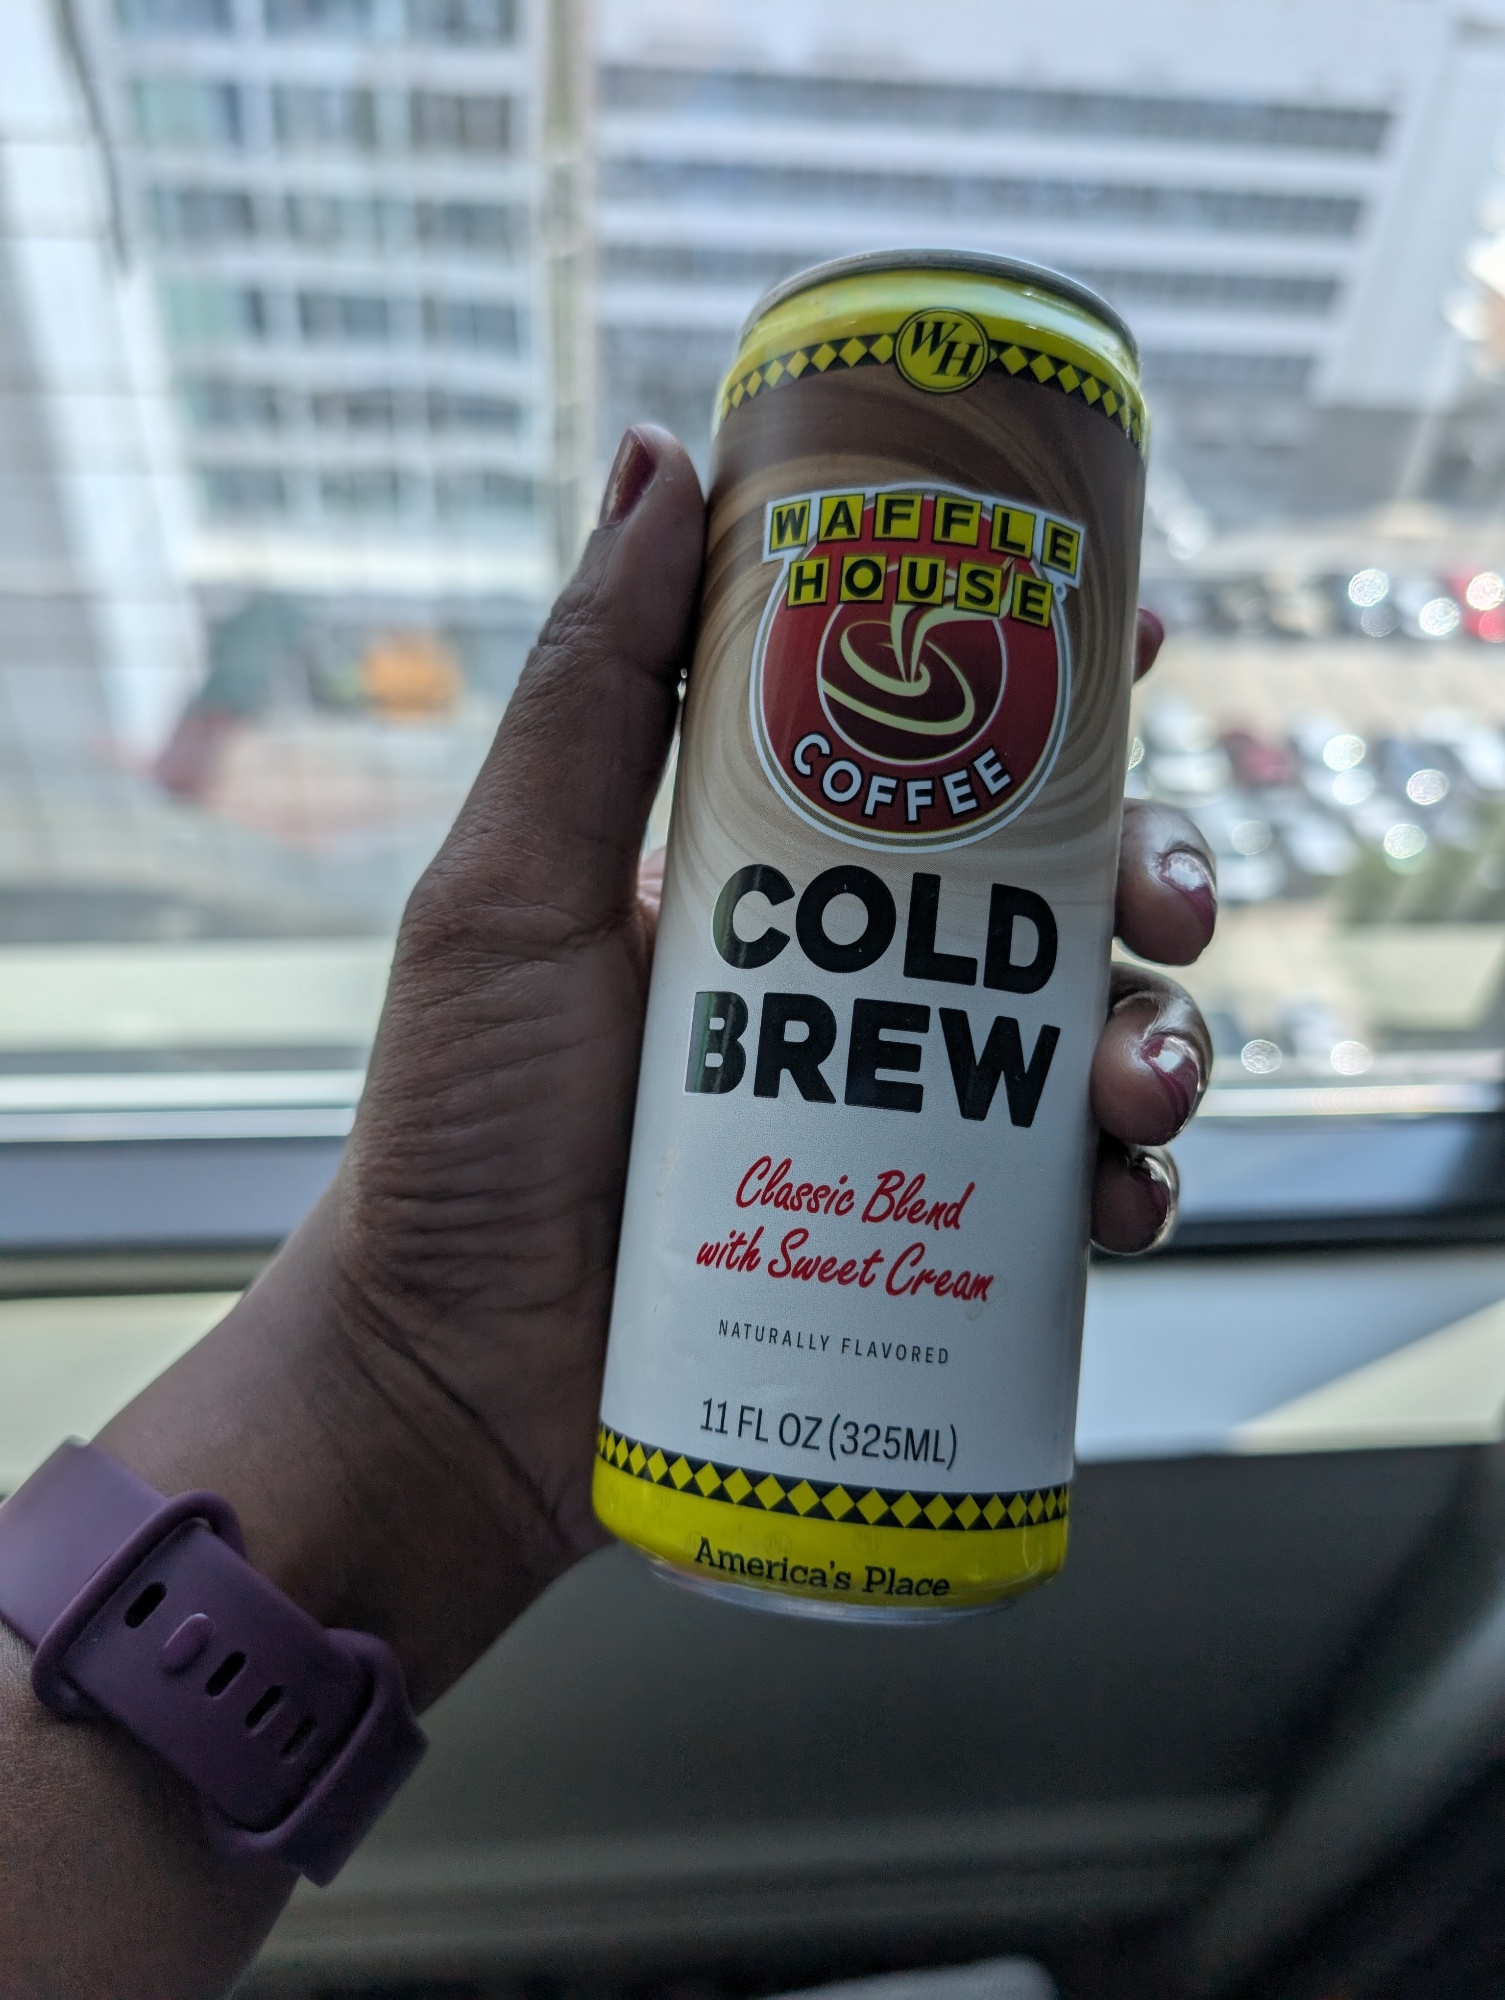 WH
WAFFLE
HOUSE
COFFEE
COLD
BREW
Classic Blend
with Sweet Cream
NATURALLY FLAVORED
11 FL OZ (325ML)
America's Place